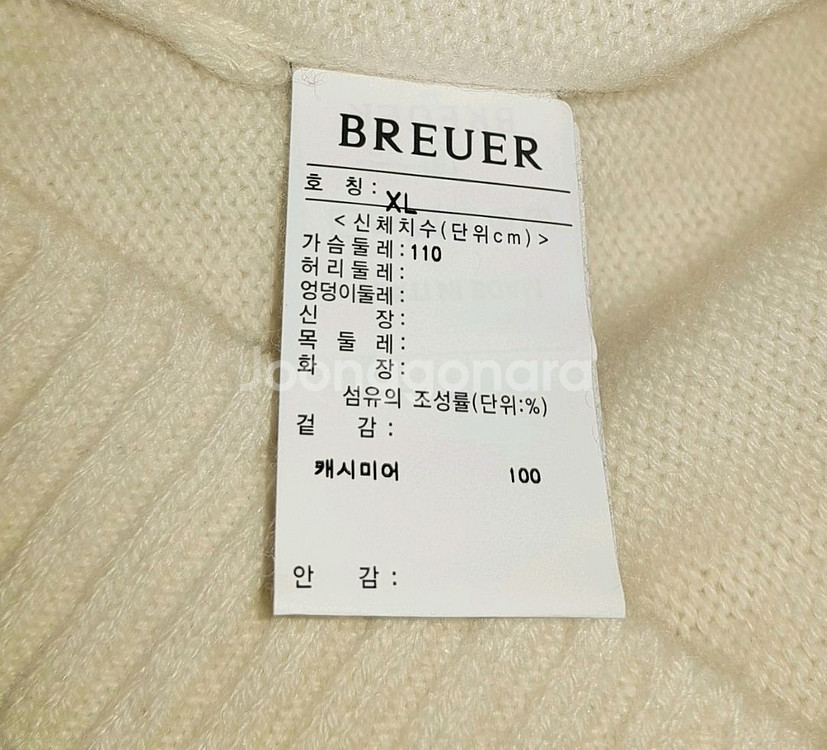 BREUER
호 칭 : XL
<신체치수(단위cm)>
가슴둘레:110
허리둘레:
엉덩이둘레:
신 장:
목 둘 레:
화 장:
Joonggonara
섬유의 조성률(단위:%)
겉 감 :
캐시미어 100
안 감 :